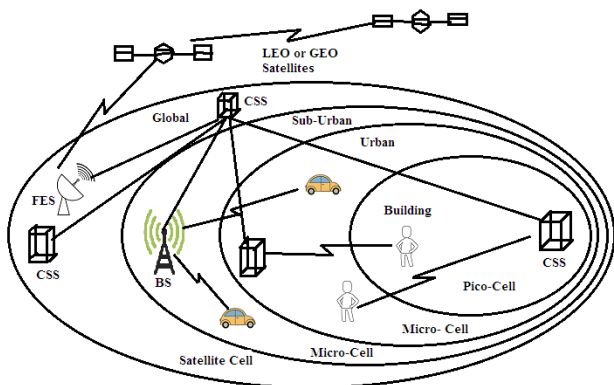 LEO or GEO
Satellites
CSS
Global
Sub-Urban
Urban
FES
Building
CSS
BS
CSS
Pico-Cell
Micro- Cell
Micro-Cell
Satellite Cell